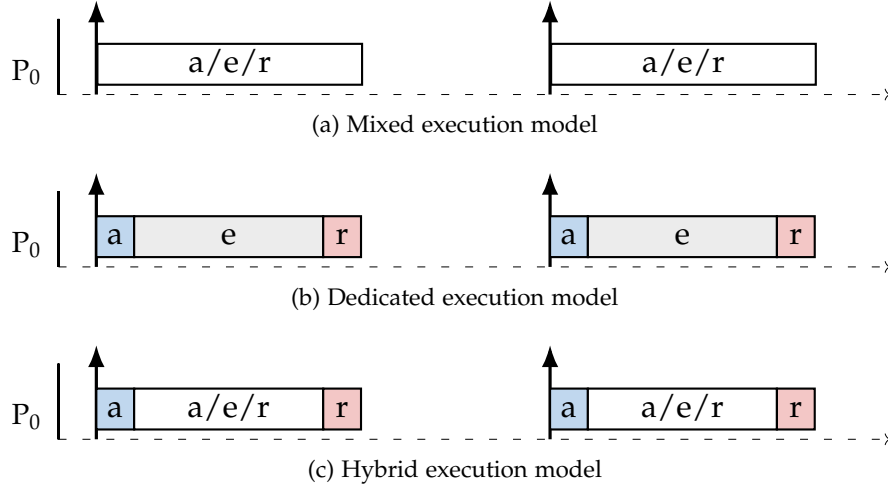 P0 a/e/r a/e/r
(a) Mixed execution model
P0 a e r a e r
(b) Dedicated execution model
P0 a a/e/r r a a/e/r r
(c) Hybrid execution model